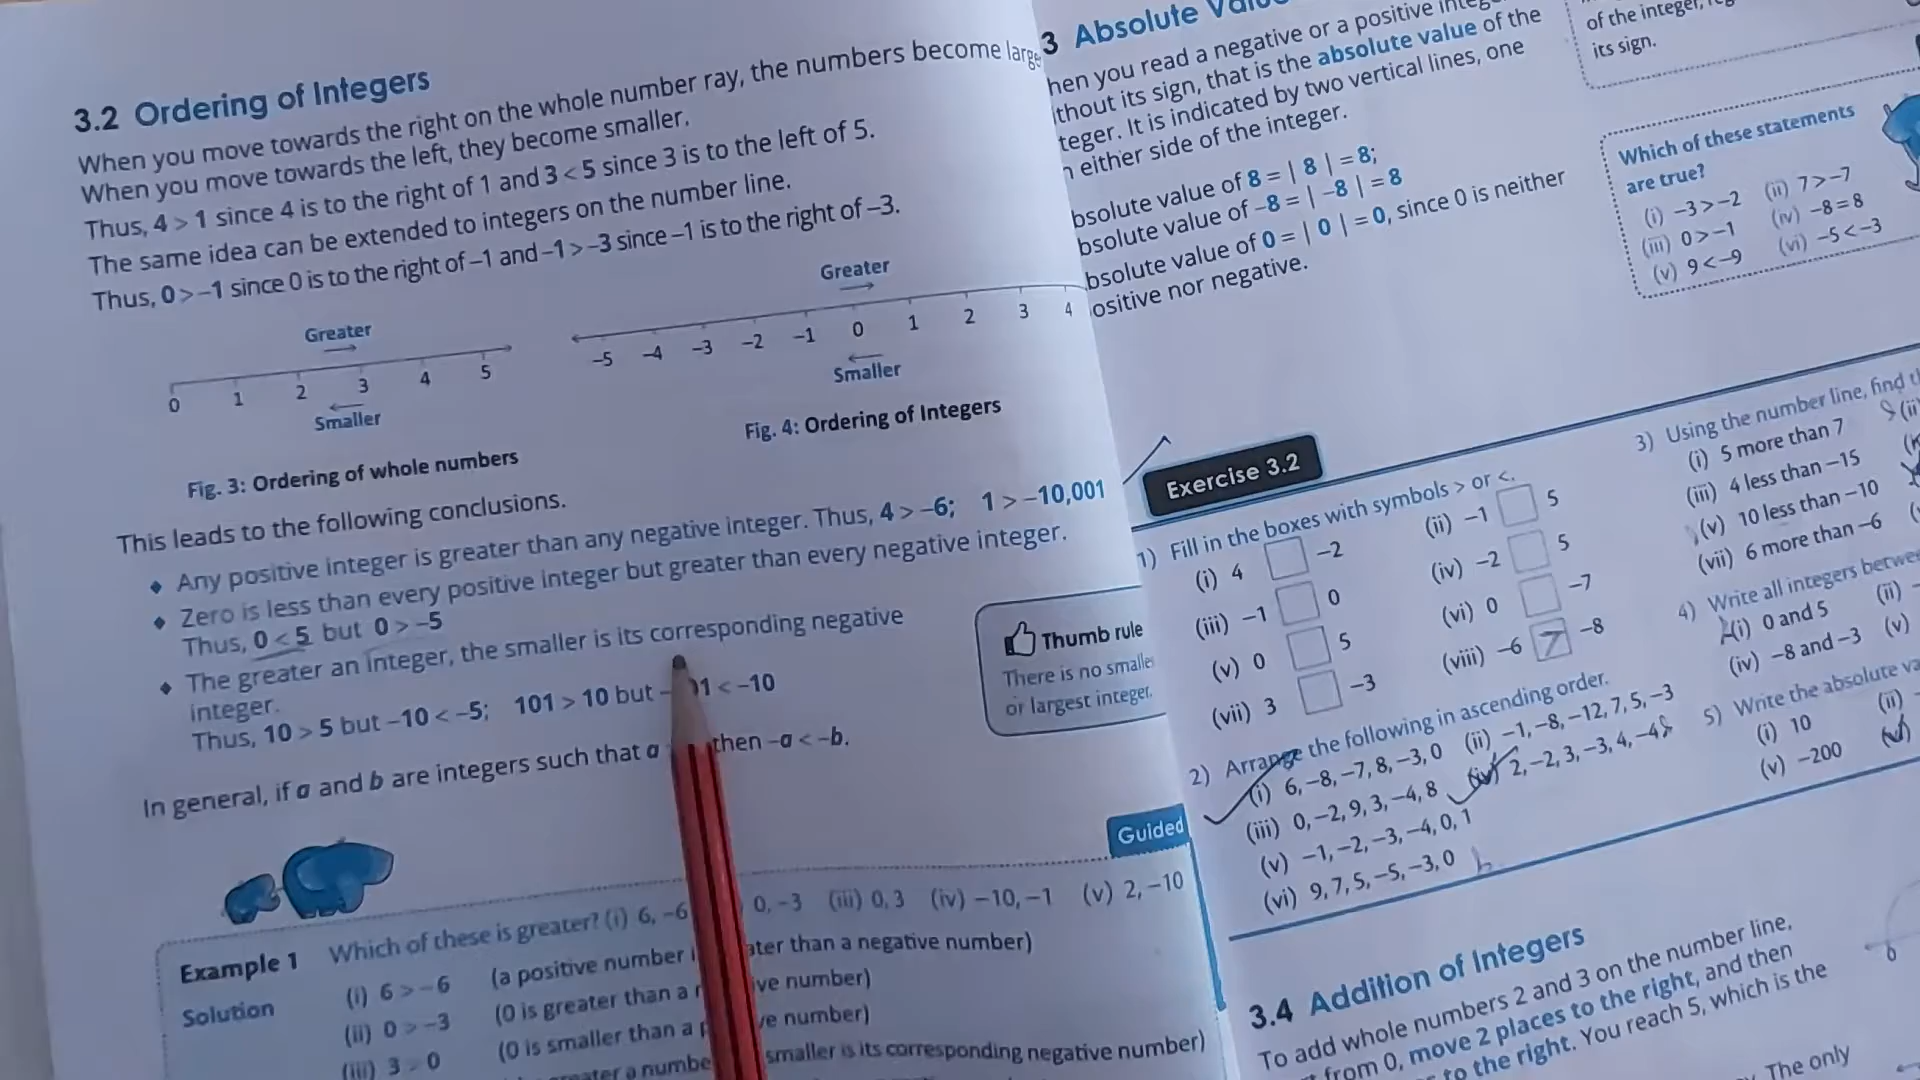 3.2 Ordering of Integers
When you move towards the right on the whole number ray, the numbers become large
When you move towards the left, they become smaller.
Thus, 4 > 1 since 4 is to the right of 1 and 3 < 5 since 3 is to the left of 5.
The same idea can be extended to integers on the number line.
Thus, 0 > –1 since 0 is to the right of –1 and –1 > –3 since –1 is to the right of –3.
Greater
0 1 2 3 4 5
Smaller
Fig. 3: Ordering of whole numbers
Greater
–5 –4 –3 –2 –1 0 1 2 3 4
Smaller
Fig. 4: Ordering of Integers
This leads to the following conclusions.
♦ Any positive integer is greater than any negative integer. Thus, 4 > –6; 1 > –10,001
♦ Zero is less than every positive integer but greater than every negative integer.
Thus, 0 < 5 but 0 > –5
♦ The greater an integer, the smaller is its corresponding negative
integer.
Thus, 10 > 5 but –10 < –5; 101 > 10 but – 01 < –10
In general, if a and b are integers such that a then –a < –b.
Thumb rule
There is no smalle
or largest integer.
Guided
Example 1 Which of these is greater? (i) 6, –6 0, –3 (iii) 0, 3 (iv) –10, –1 (v) 2, –10
Solution (i) 6 > –6 (a positive number ater than a negative number)
(ii) 0 > –3 (0 is greater than a ve number)
(iii) 3 0 (0 is smaller than a p ve number)
smaller is its corresponding negative number)
3 Absolute Value
hen you read a negative or a positive integ
thout its sign, that is the absolute value of the
teger. It is indicated by two vertical lines, one
n either side of the integer.
bsolute value of 8 = | 8 | = 8;
bsolute value of –8 = | –8 | = 8
bsolute value of 0 = | 0 | = 0, since 0 is neither
ositive nor negative.
of the integer,
its sign.
Which of these statements
are true?
(i) –3 > –2 (ii) 7 > –7
(iii) 0 > –1 (iv) –8 = 8
(v) 9 < –9 (vi) –5 < –3
Exercise 3.2
1) Fill in the boxes with symbols > or <.
(i) 4 –2 (ii) –1 5
(iii) –1 0 (iv) –2 5
(v) 0 5 (vi) 0 –7
(vii) 3 –3 (viii) –6 7 –8
2) Arrange the following in ascending order.
(i) 6, –8, –7, 8, –3, 0 (ii) –1, –8, –12, 7, 5, –3
(iii) 0, –2, 9, 3, –4, 8 (iv) 2, –2, 3, –3, 4, –4
(v) –1, –2, –3, –4, 0, 1
(vi) 9, 7, 5, –5, –3, 0
3) Using the number line, find t
(i) 5 more than 7 (ii)
(iii) 4 less than –15
(v) 10 less than –10
(vii) 6 more than –6
4) Write all integers betwe
(i) 0 and 5 (ii) –
(iv) –8 and –3 (v)
5) Write the absolute va
(i) 10 (ii)
(v) –200
3.4 Addition of Integers
To add whole numbers 2 and 3 on the number line,
from 0, move 2 places to the right, and then
to the right. You reach 5, which is the
The only